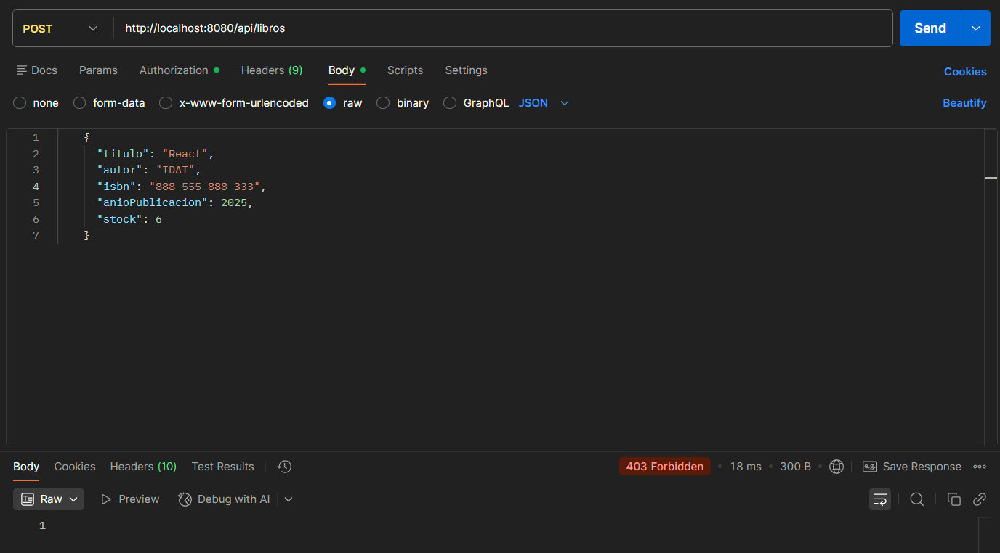 POST http://localhost:8080/api/libros Send
Docs Params Authorization Headers (9) Body Scripts Settings Cookies
none form-data x-www-form-urlencoded raw binary GraphQL JSON Beautify
1 {
2 "titulo": "React",
3 "autor": "IDAT",
4 "isbn": "888-555-888-333",
5 "anioPublicacion": 2025,
6 "stock": 6
7 }
Body Cookies Headers (10) Test Results 403 Forbidden • 18 ms • 300 B • e.g. Save Response
Raw Preview Debug with AI
1